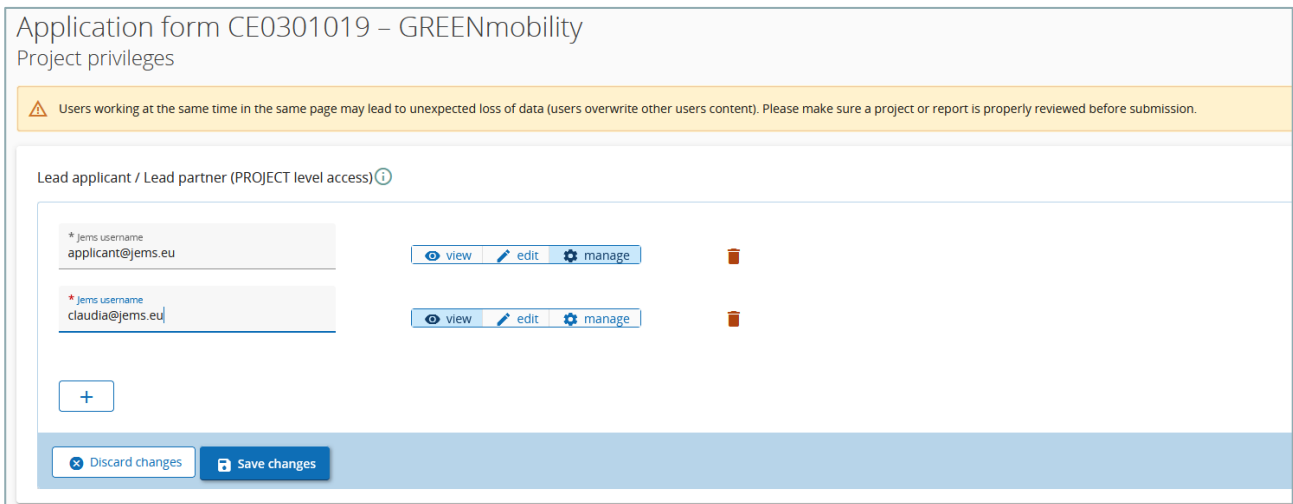 Application form CE0301019 – GREENmobility
Project privileges
Users working at the same time in the same page may lead to unexpected loss of data (users overwrite other users content). Please make sure a project or report is properly reviewed before submission.
Lead applicant / Lead partner (PROJECT level access)
* Jems username
applicant@jems.eu
view edit manage
* Jems username
claudia@jems.eu
view edit manage
+
Discard changes Save changes